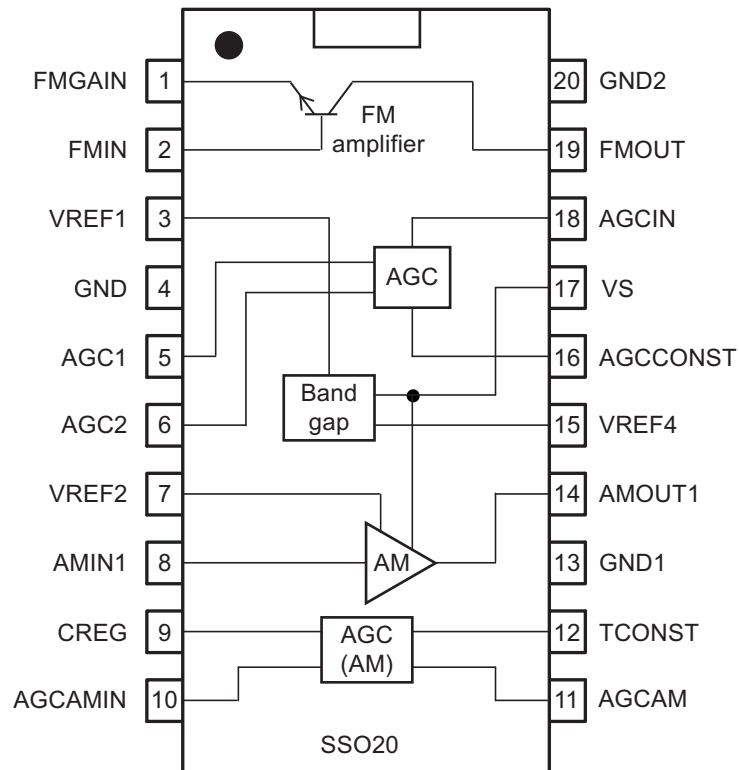 FMGAIN 1 20 GND2
FM
amplifier
FMIN 2 19 FMOUT
VREF1 3 18 AGCIN
AGC
GND 4 17 VS
AGC1 5 16 AGCCONST
Band
gap
AGC2 6 15 VREF4
VREF2 7 14 AMOUT1
AMIN1 8 AM 13 GND1
CREG 9 12 TCONST
AGC
(AM)
AGCAMIN 10 11 AGCAM
SSO20